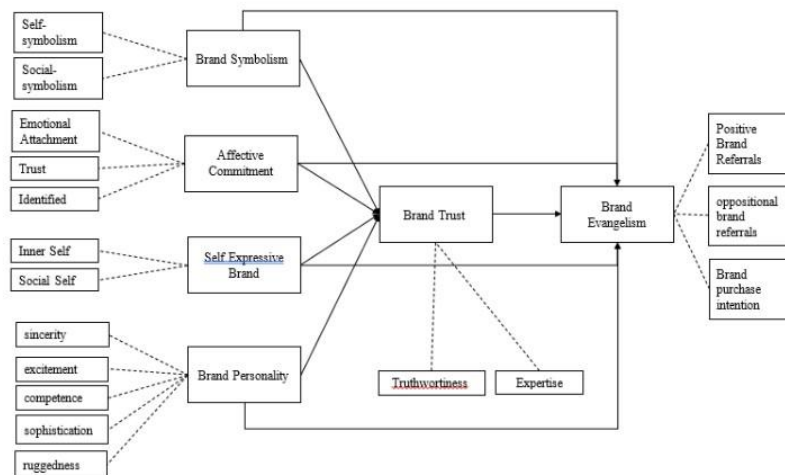 Self-
symbolism
Social-
symbolism
Brand Symbolism
Emotional
Attachment
Trust
Identified
Affective
Commitment
Inner Self
Social Self
Self Expressive
Brand
sincerity
excitement
competence
sophistication
ruggedness
Brand Personality
Brand Trust
Truthwortiness
Expertise
Brand
Evangelism
Positive
Brand
Referrals
oppositional
brand
referrals
Brand
purchase
intention